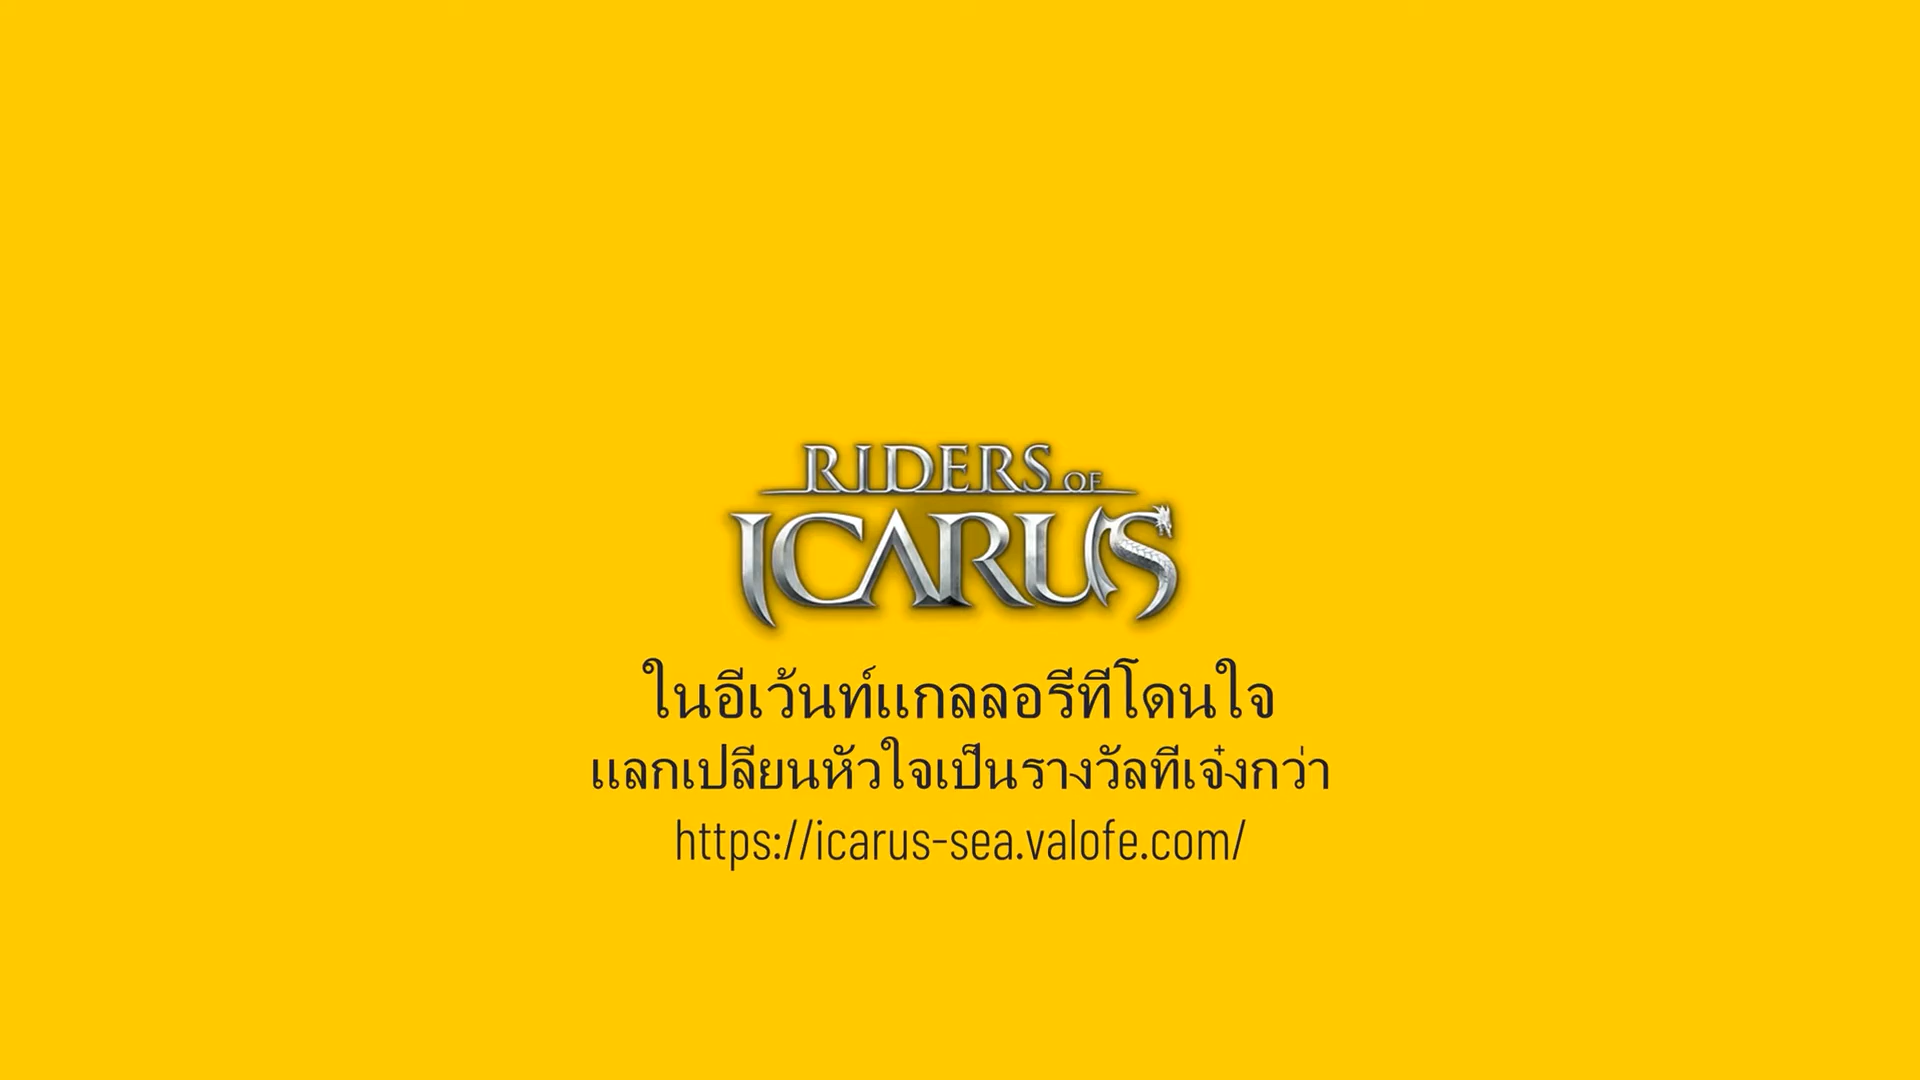 RIDERS OF
ICARUS
ในอีเว้นท์แกลลอรีทีโดนใจ
แลกเปลียนหัวใจเป็นรางวัลทีเจ๋งกว่า
https://icarus-sea.valofe.com/